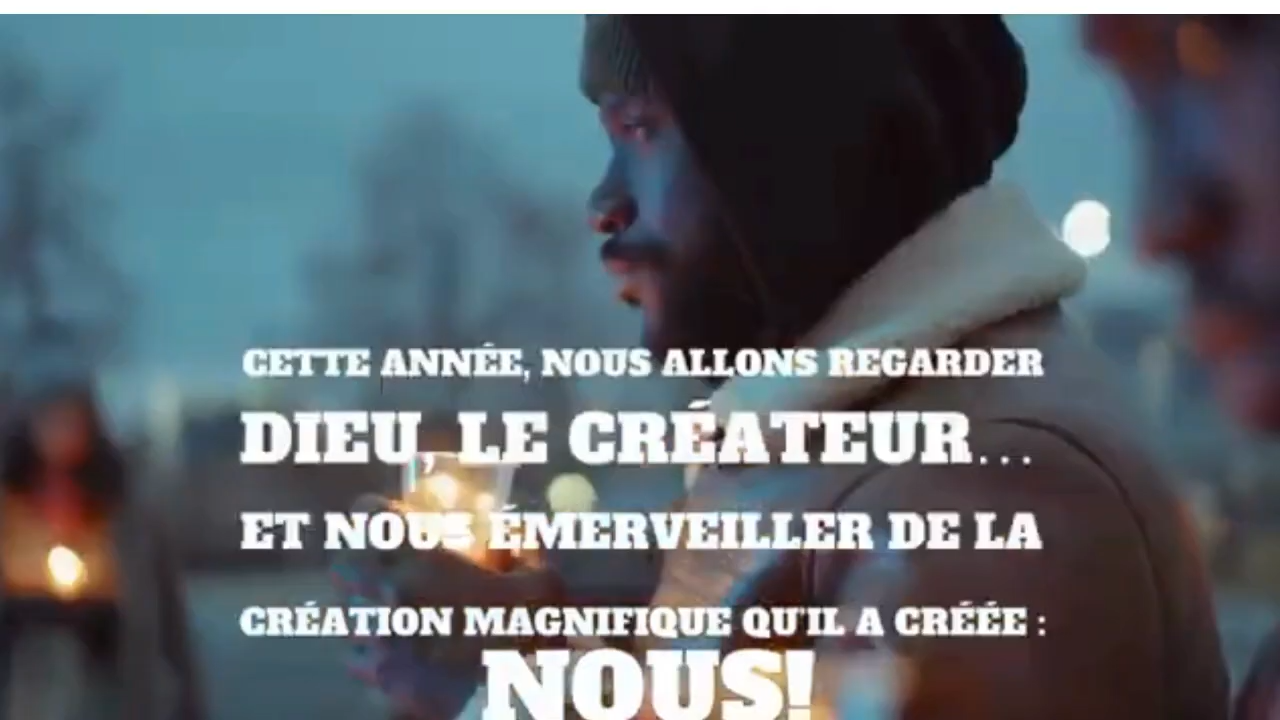 CETTE ANNÉE, NOUS ALLONS REGARDER
DIEU, LE CRÉATEUR...
ET NOUS ÉMERVEILLER DE LA
CRÉATION MAGNIFIQUE QU'IL A CRÉÉE :
NOUS!